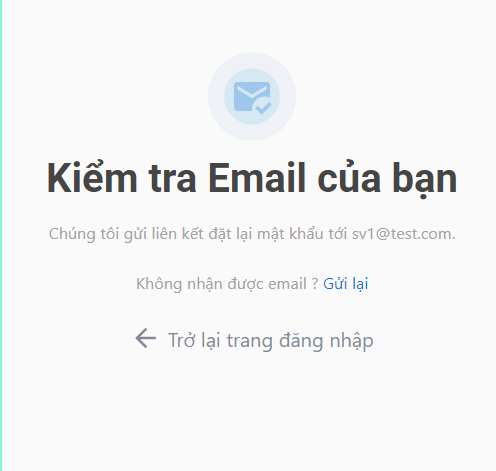 Kiểm tra Email của bạn
Chúng tôi gửi liên kết đặt lại mật khẩu tới sv1@test.com.
Không nhận được email ? Gửi lại
Trở lại trang đăng nhập